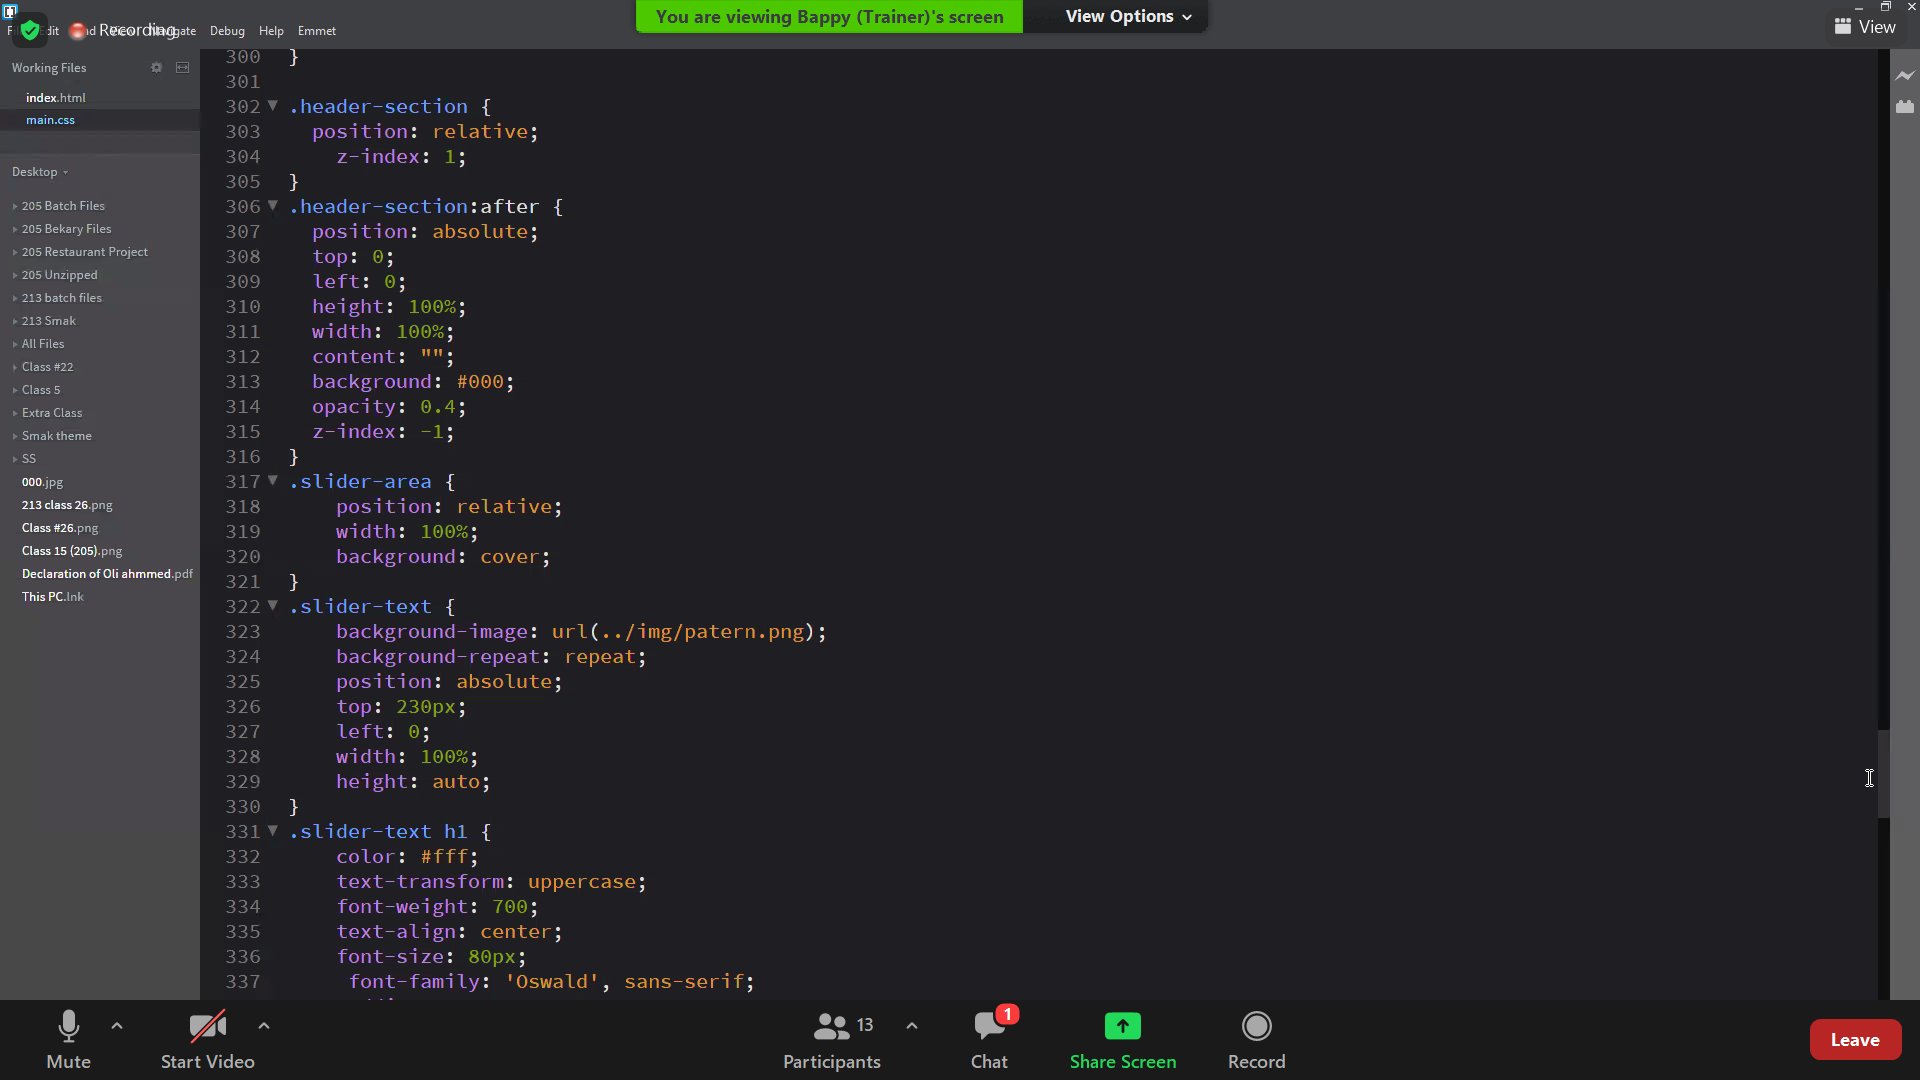 You are viewing Bappy (Trainer)'s screen
View Options
View
Recording
Navigate
Debug
Help
Emmet
Working Files
index.html
main.css
Desktop
205 Batch Files
205 Bekary Files
205 Restaurant Project
205 Unzipped
213 batch files
213 Smak
All Files
Class #22
Class 5
Extra Class
Smak theme
SS
000.jpg
213 class 26.png
Class #26.png
Class 15 (205).png
Declaration of Oli ahmmed.pdf
This PC.lnk
300 }
301
302 .header-section {
303 position: relative;
304 z-index: 1;
305 }
306 .header-section:after {
307 position: absolute;
308 top: 0;
309 left: 0;
310 height: 100%;
311 width: 100%;
312 content: "";
313 background: #000;
314 opacity: 0.4;
315 z-index: -1;
316 }
317 .slider-area {
318 position: relative;
319 width: 100%;
320 background: cover;
321 }
322 .slider-text {
323 background-image: url(../img/patern.png);
324 background-repeat: repeat;
325 position: absolute;
326 top: 230px;
327 left: 0;
328 width: 100%;
329 height: auto;
330 }
331 .slider-text h1 {
332 color: #fff;
333 text-transform: uppercase;
334 font-weight: 700;
335 text-align: center;
336 font-size: 80px;
337 font-family: 'Oswald', sans-serif;
Mute
Start Video
13
Participants
1
Chat
Share Screen
Record
Leave